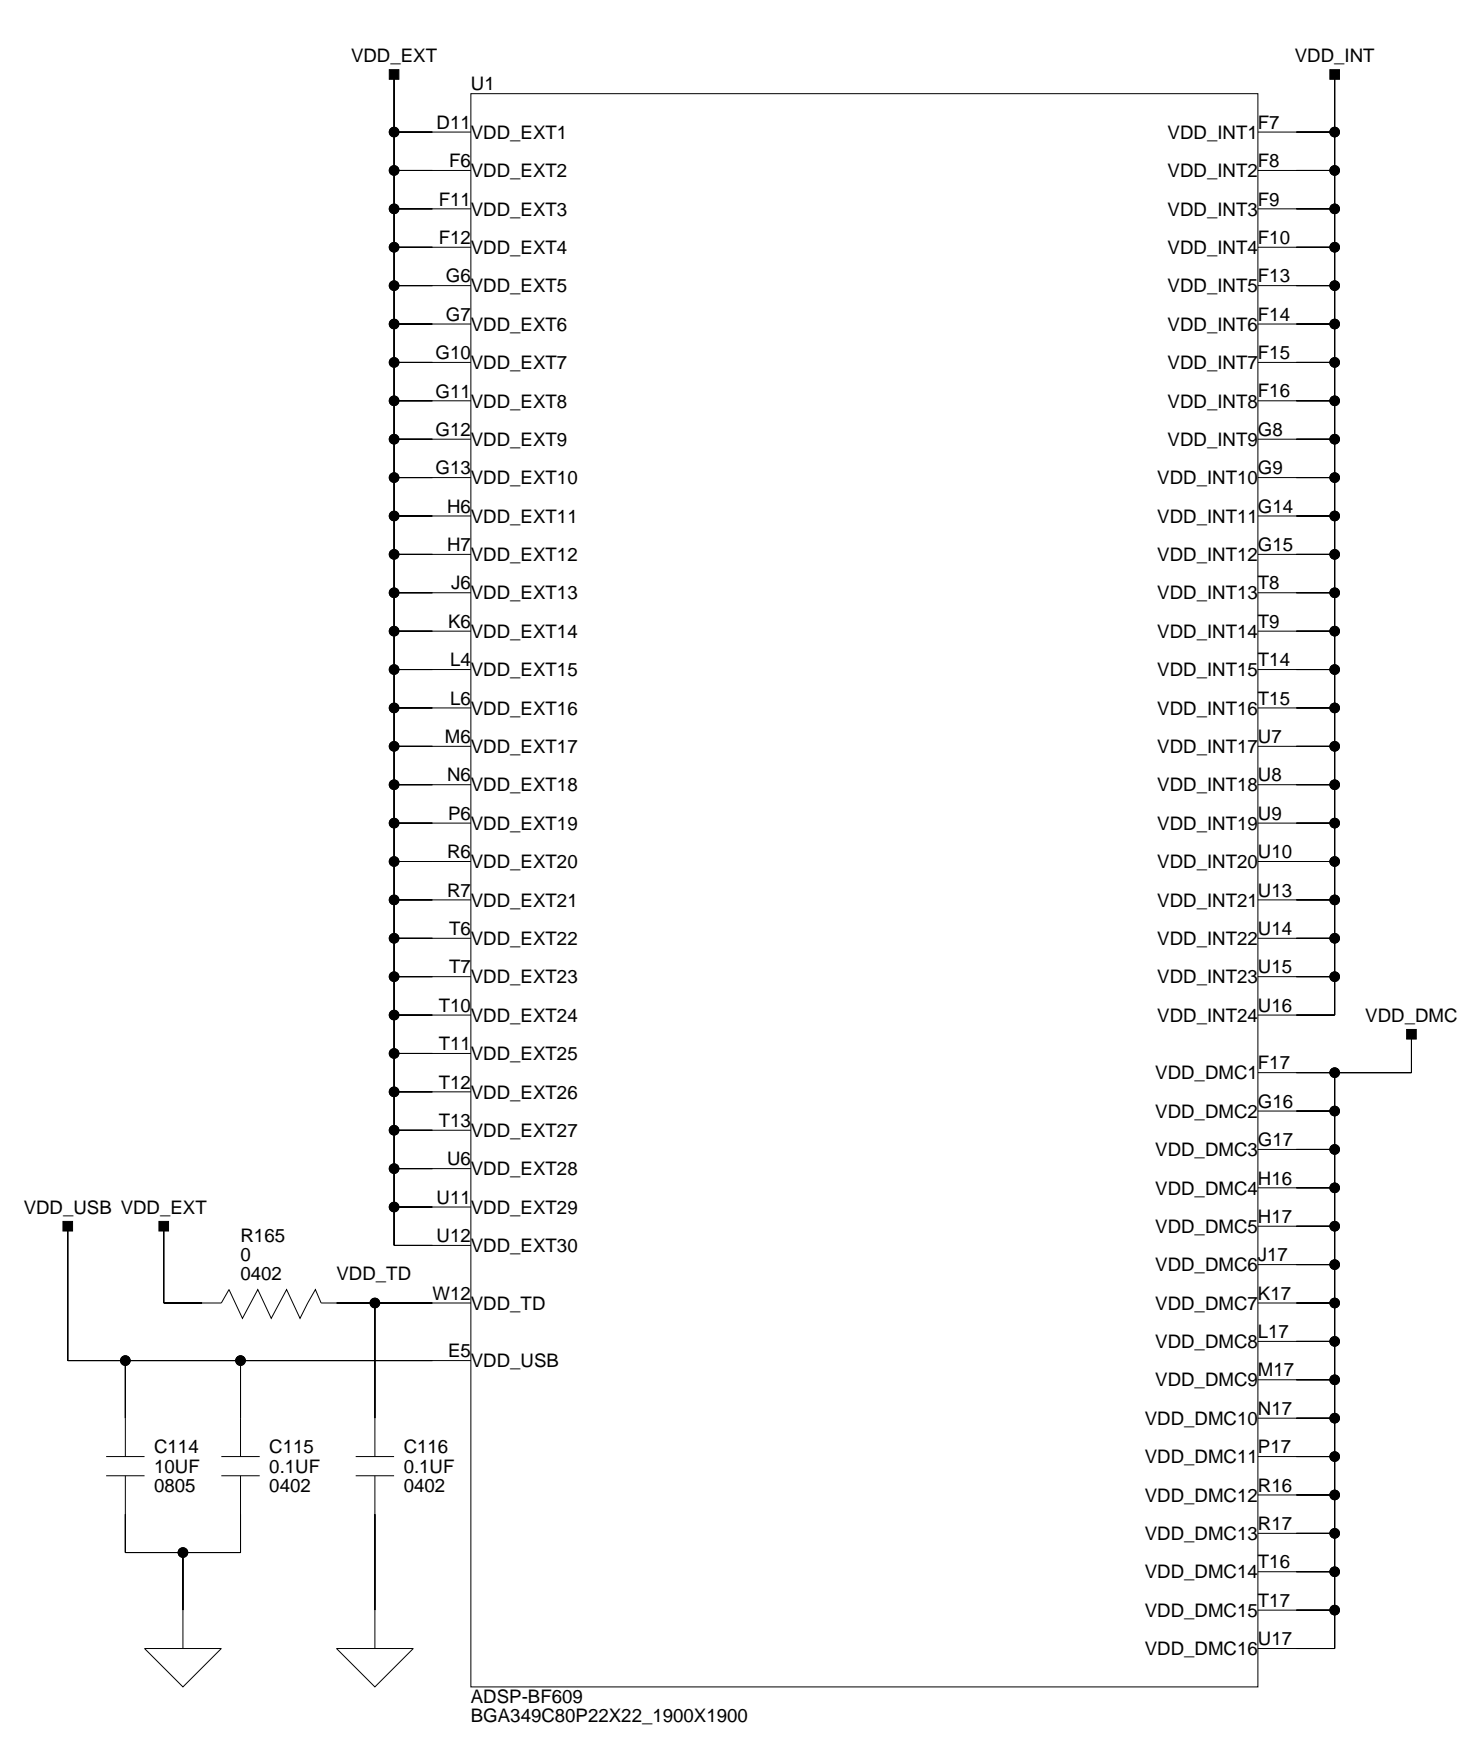 VDD_EXT
VDD_INT
U1
D11 VDD_EXT1
VDD_INT1 F7
F6 VDD_EXT2
VDD_INT2 F8
F11 VDD_EXT3
VDD_INT3 F9
F12 VDD_EXT4
VDD_INT4 F10
G6 VDD_EXT5
VDD_INT5 F13
G7 VDD_EXT6
VDD_INT6 F14
G10 VDD_EXT7
VDD_INT7 F15
G11 VDD_EXT8
VDD_INT8 F16
G12 VDD_EXT9
VDD_INT9 G8
G13 VDD_EXT10
VDD_INT10 G9
H6 VDD_EXT11
VDD_INT11 G14
H7 VDD_EXT12
VDD_INT12 G15
J6 VDD_EXT13
VDD_INT13 T8
K6 VDD_EXT14
VDD_INT14 T9
L4 VDD_EXT15
VDD_INT15 T14
L6 VDD_EXT16
VDD_INT16 T15
M6 VDD_EXT17
VDD_INT17 U7
N6 VDD_EXT18
VDD_INT18 U8
P6 VDD_EXT19
VDD_INT19 U9
R6 VDD_EXT20
VDD_INT20 U10
R7 VDD_EXT21
VDD_INT21 U13
T6 VDD_EXT22
VDD_INT22 U14
T7 VDD_EXT23
VDD_INT23 U15
T10 VDD_EXT24
VDD_INT24 U16
VDD_DMC
T11 VDD_EXT25
VDD_DMC1 F17
T12 VDD_EXT26
VDD_DMC2 G16
T13 VDD_EXT27
VDD_DMC3 G17
U6 VDD_EXT28
VDD_DMC4 H16
U11 VDD_EXT29
VDD_DMC5 H17
U12 VDD_EXT30
VDD_DMC6 J17
VDD_USB
VDD_EXT
R165
0
0402
VDD_TD
W12 VDD_TD
VDD_DMC7 K17
VDD_DMC8 L17
E5 VDD_USB
VDD_DMC9 M17
VDD_DMC10 N17
VDD_DMC11 P17
VDD_DMC12 R16
VDD_DMC13 R17
VDD_DMC14 T16
VDD_DMC15 T17
VDD_DMC16 U17
C114
10UF
0805
C115
0.1UF
0402
C116
0.1UF
0402
ADSP-BF609
BGA349C80P22X22_1900X1900